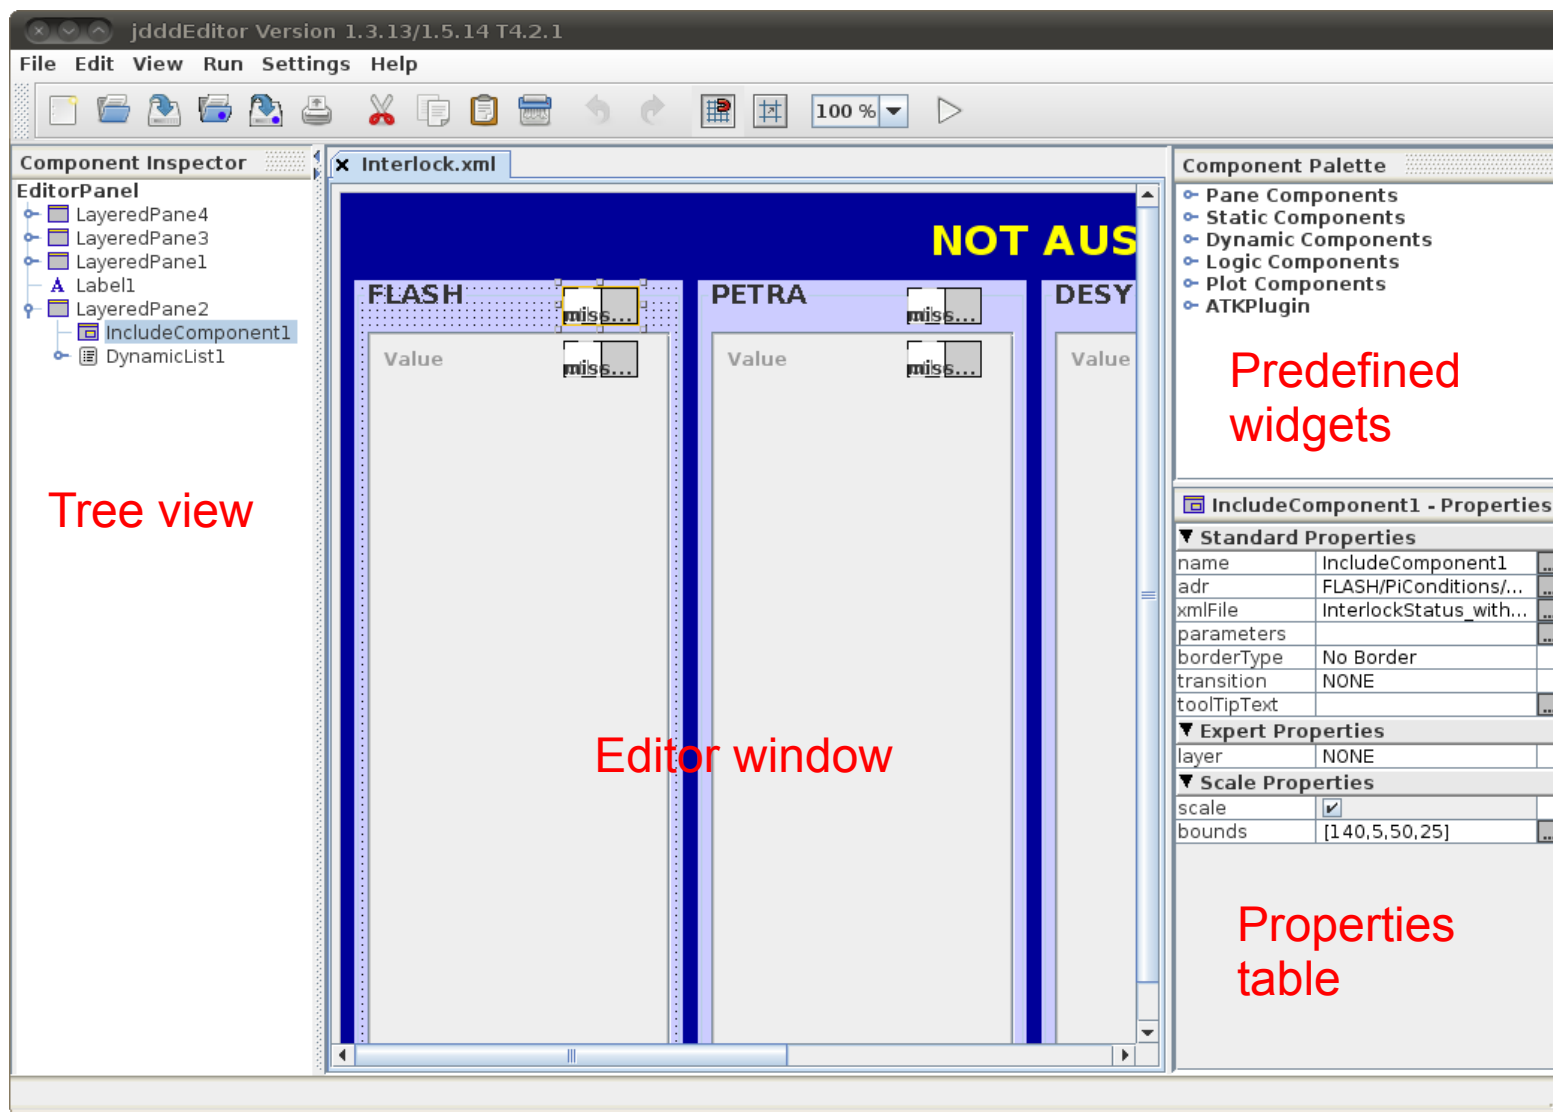 jdddEditor Version 1.3.13/1.5.14 T4.2.1
File Edit View Run Settings Help
100 %
Component Inspector
EditorPanel
LayeredPane4
LayeredPane3
LayeredPane1
A Label1
LayeredPane2
IncludeComponent1
DynamicList1
Tree view
Interlock.xml
NOT AUS
FLASH
miss...
PETRA
miss...
DESY
Value
miss...
Value
miss...
Value
Editor window
Component Palette
Pane Components
Static Components
Dynamic Components
Logic Components
Plot Components
ATKPlugin
Predefined
widgets
IncludeComponent1 - Properties
Standard Properties
name IncludeComponent1 ...
adr FLASH/PiConditions/... ...
xmlFile InterlockStatus_with... ...
parameters ...
borderType No Border
transition NONE
toolTipText ...
Expert Properties
layer NONE
Scale Properties
scale
bounds [140,5,50,25] ...
Properties
table